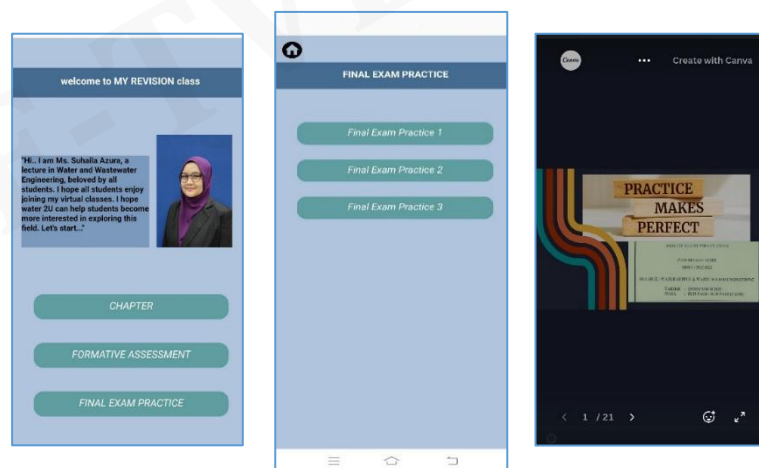 welcome to MY REVISION class
"Hi.. I am Ms. Suhaila Azura, a
lecture in Water and Wastewater
Engineering, beloved by all
students. I hope all students enjoy
joining my virtual classes. I hope
water 2U can help students become
more interested in exploring this
field. Let's start..."
CHAPTER
FORMATIVE ASSESSMENT
FINAL EXAM PRACTICE
FINAL EXAM PRACTICE
Final Exam Practice 1
Final Exam Practice 2
Final Exam Practice 3
Canva
Create with Canva
PRACTICE
MAKES
PERFECT
1 / 21